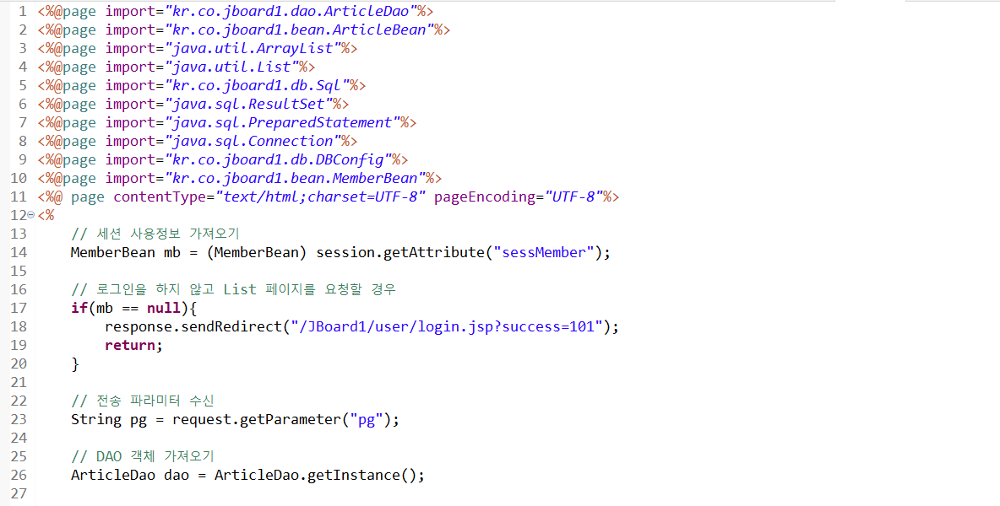 1 <%@page import="kr.co.jboard1.dao.ArticleDao"%>
2 <%@page import="kr.co.jboard1.bean.ArticleBean"%>
3 <%@page import="java.util.ArrayList"%>
4 <%@page import="java.util.List"%>
5 <%@page import="kr.co.jboard1.db.Sql"%>
6 <%@page import="java.sql.ResultSet"%>
7 <%@page import="java.sql.PreparedStatement"%>
8 <%@page import="java.sql.Connection"%>
9 <%@page import="kr.co.jboard1.db.DBConfig"%>
10 <%@page import="kr.co.jboard1.bean.MemberBean"%>
11 <%@ page contentType="text/html;charset=UTF-8" pageEncoding="UTF-8"%>
12 <%
13     // 세션 사용정보 가져오기
14     MemberBean mb = (MemberBean) session.getAttribute("sessMember");
15
16     // 로그인을 하지 않고 List 페이지를 요청할 경우
17     if(mb == null){
18         response.sendRedirect("/JBoard1/user/login.jsp?success=101");
19         return;
20     }
21
22     // 전송 파라미터 수신
23     String pg = request.getParameter("pg");
24
25     // DAO 객체 가져오기
26     ArticleDao dao = ArticleDao.getInstance();
27